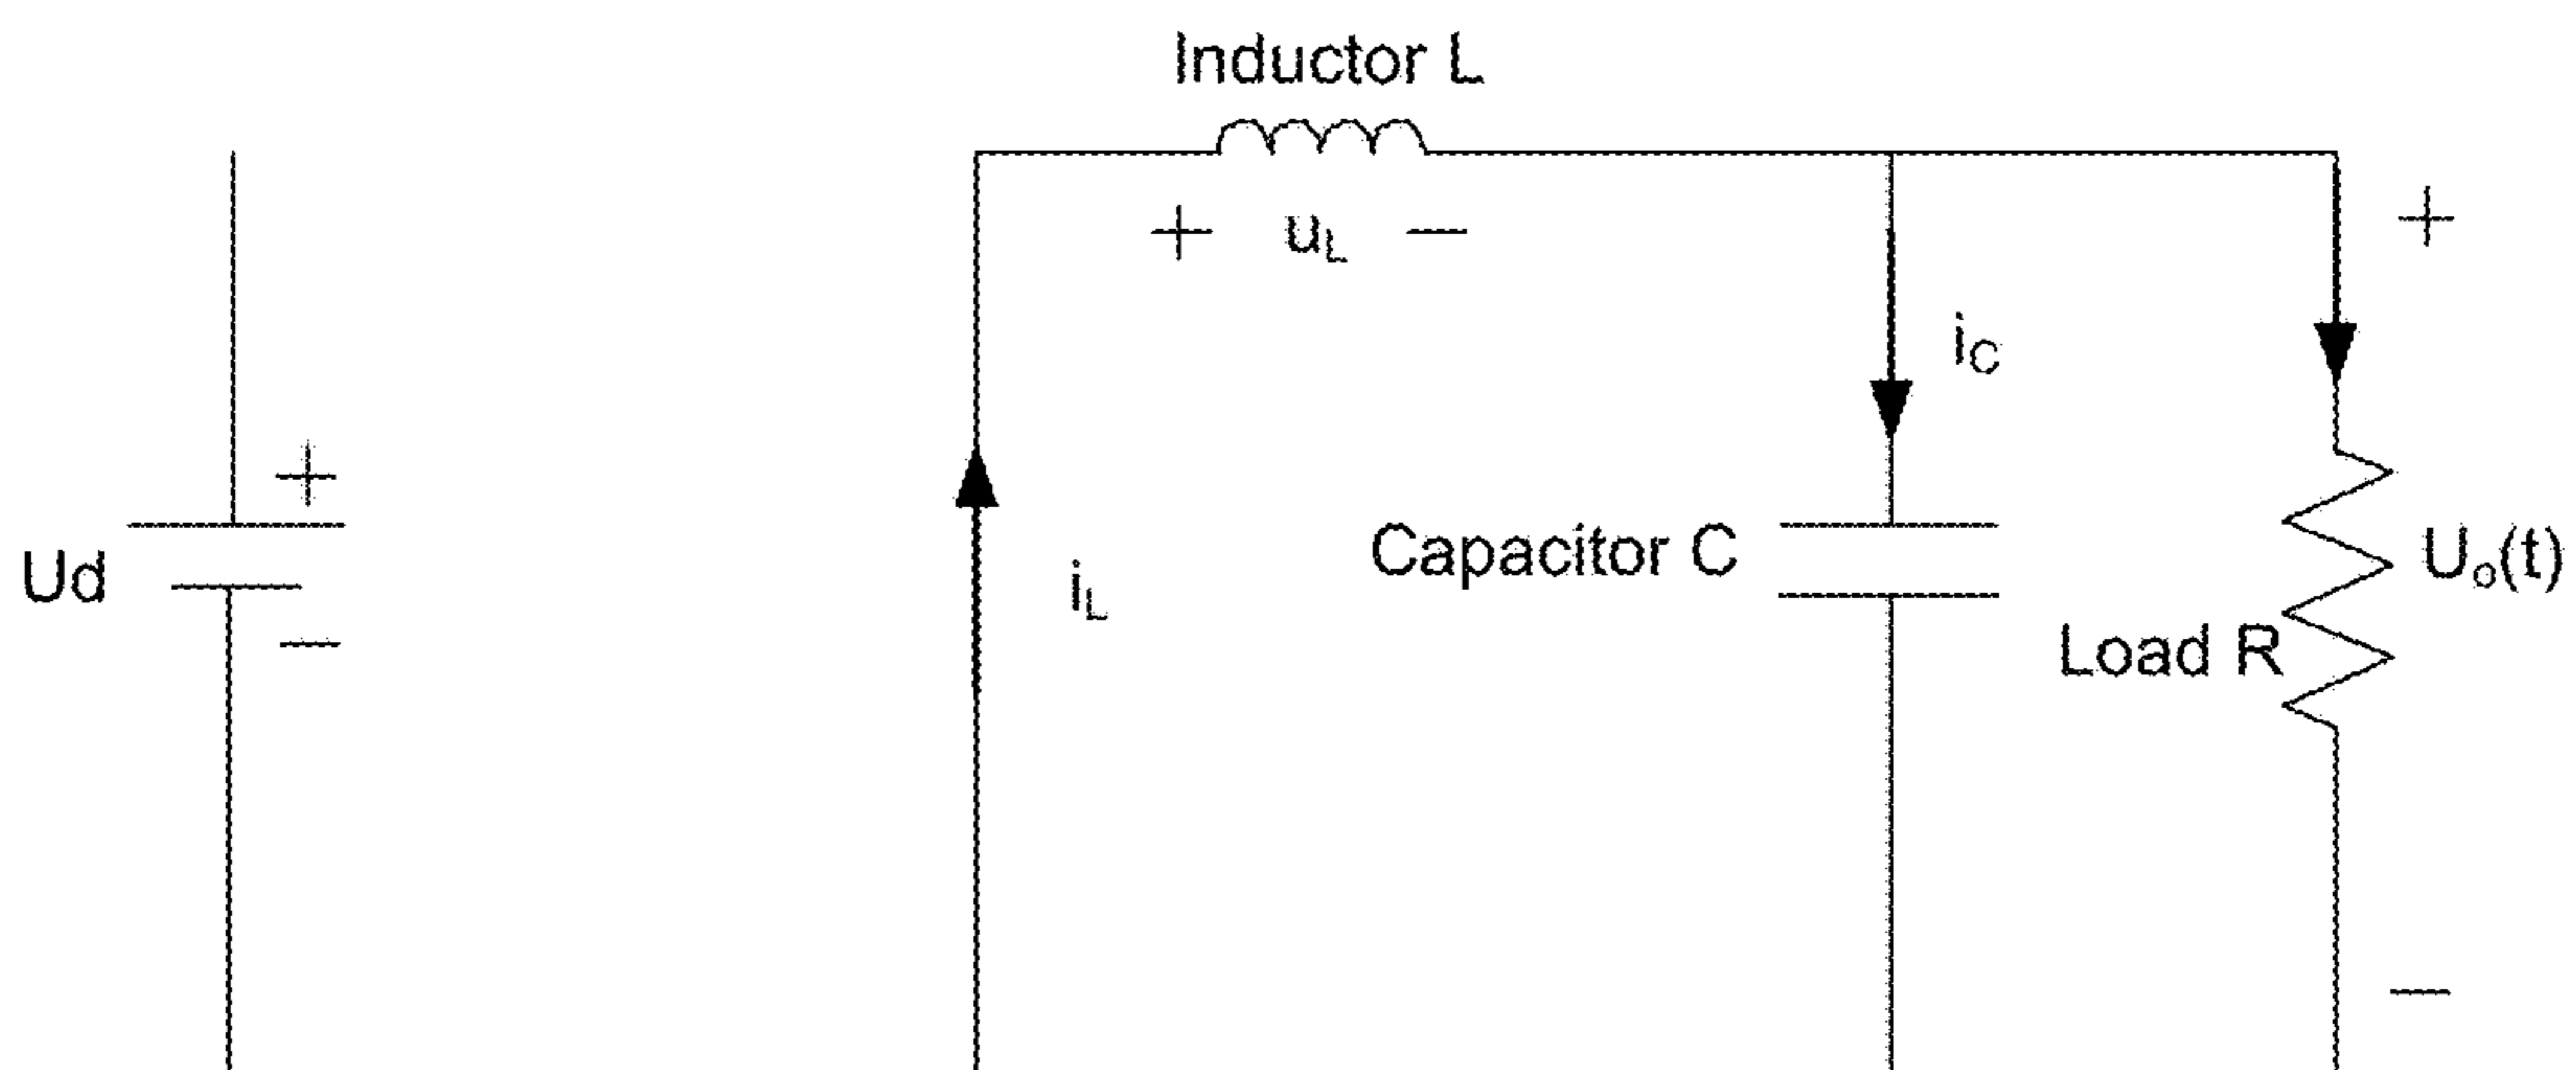 Inductor L
+ uL −
+
iC
+
Ud
Capacitor C
Uo(t)
iL
−
Load R
−